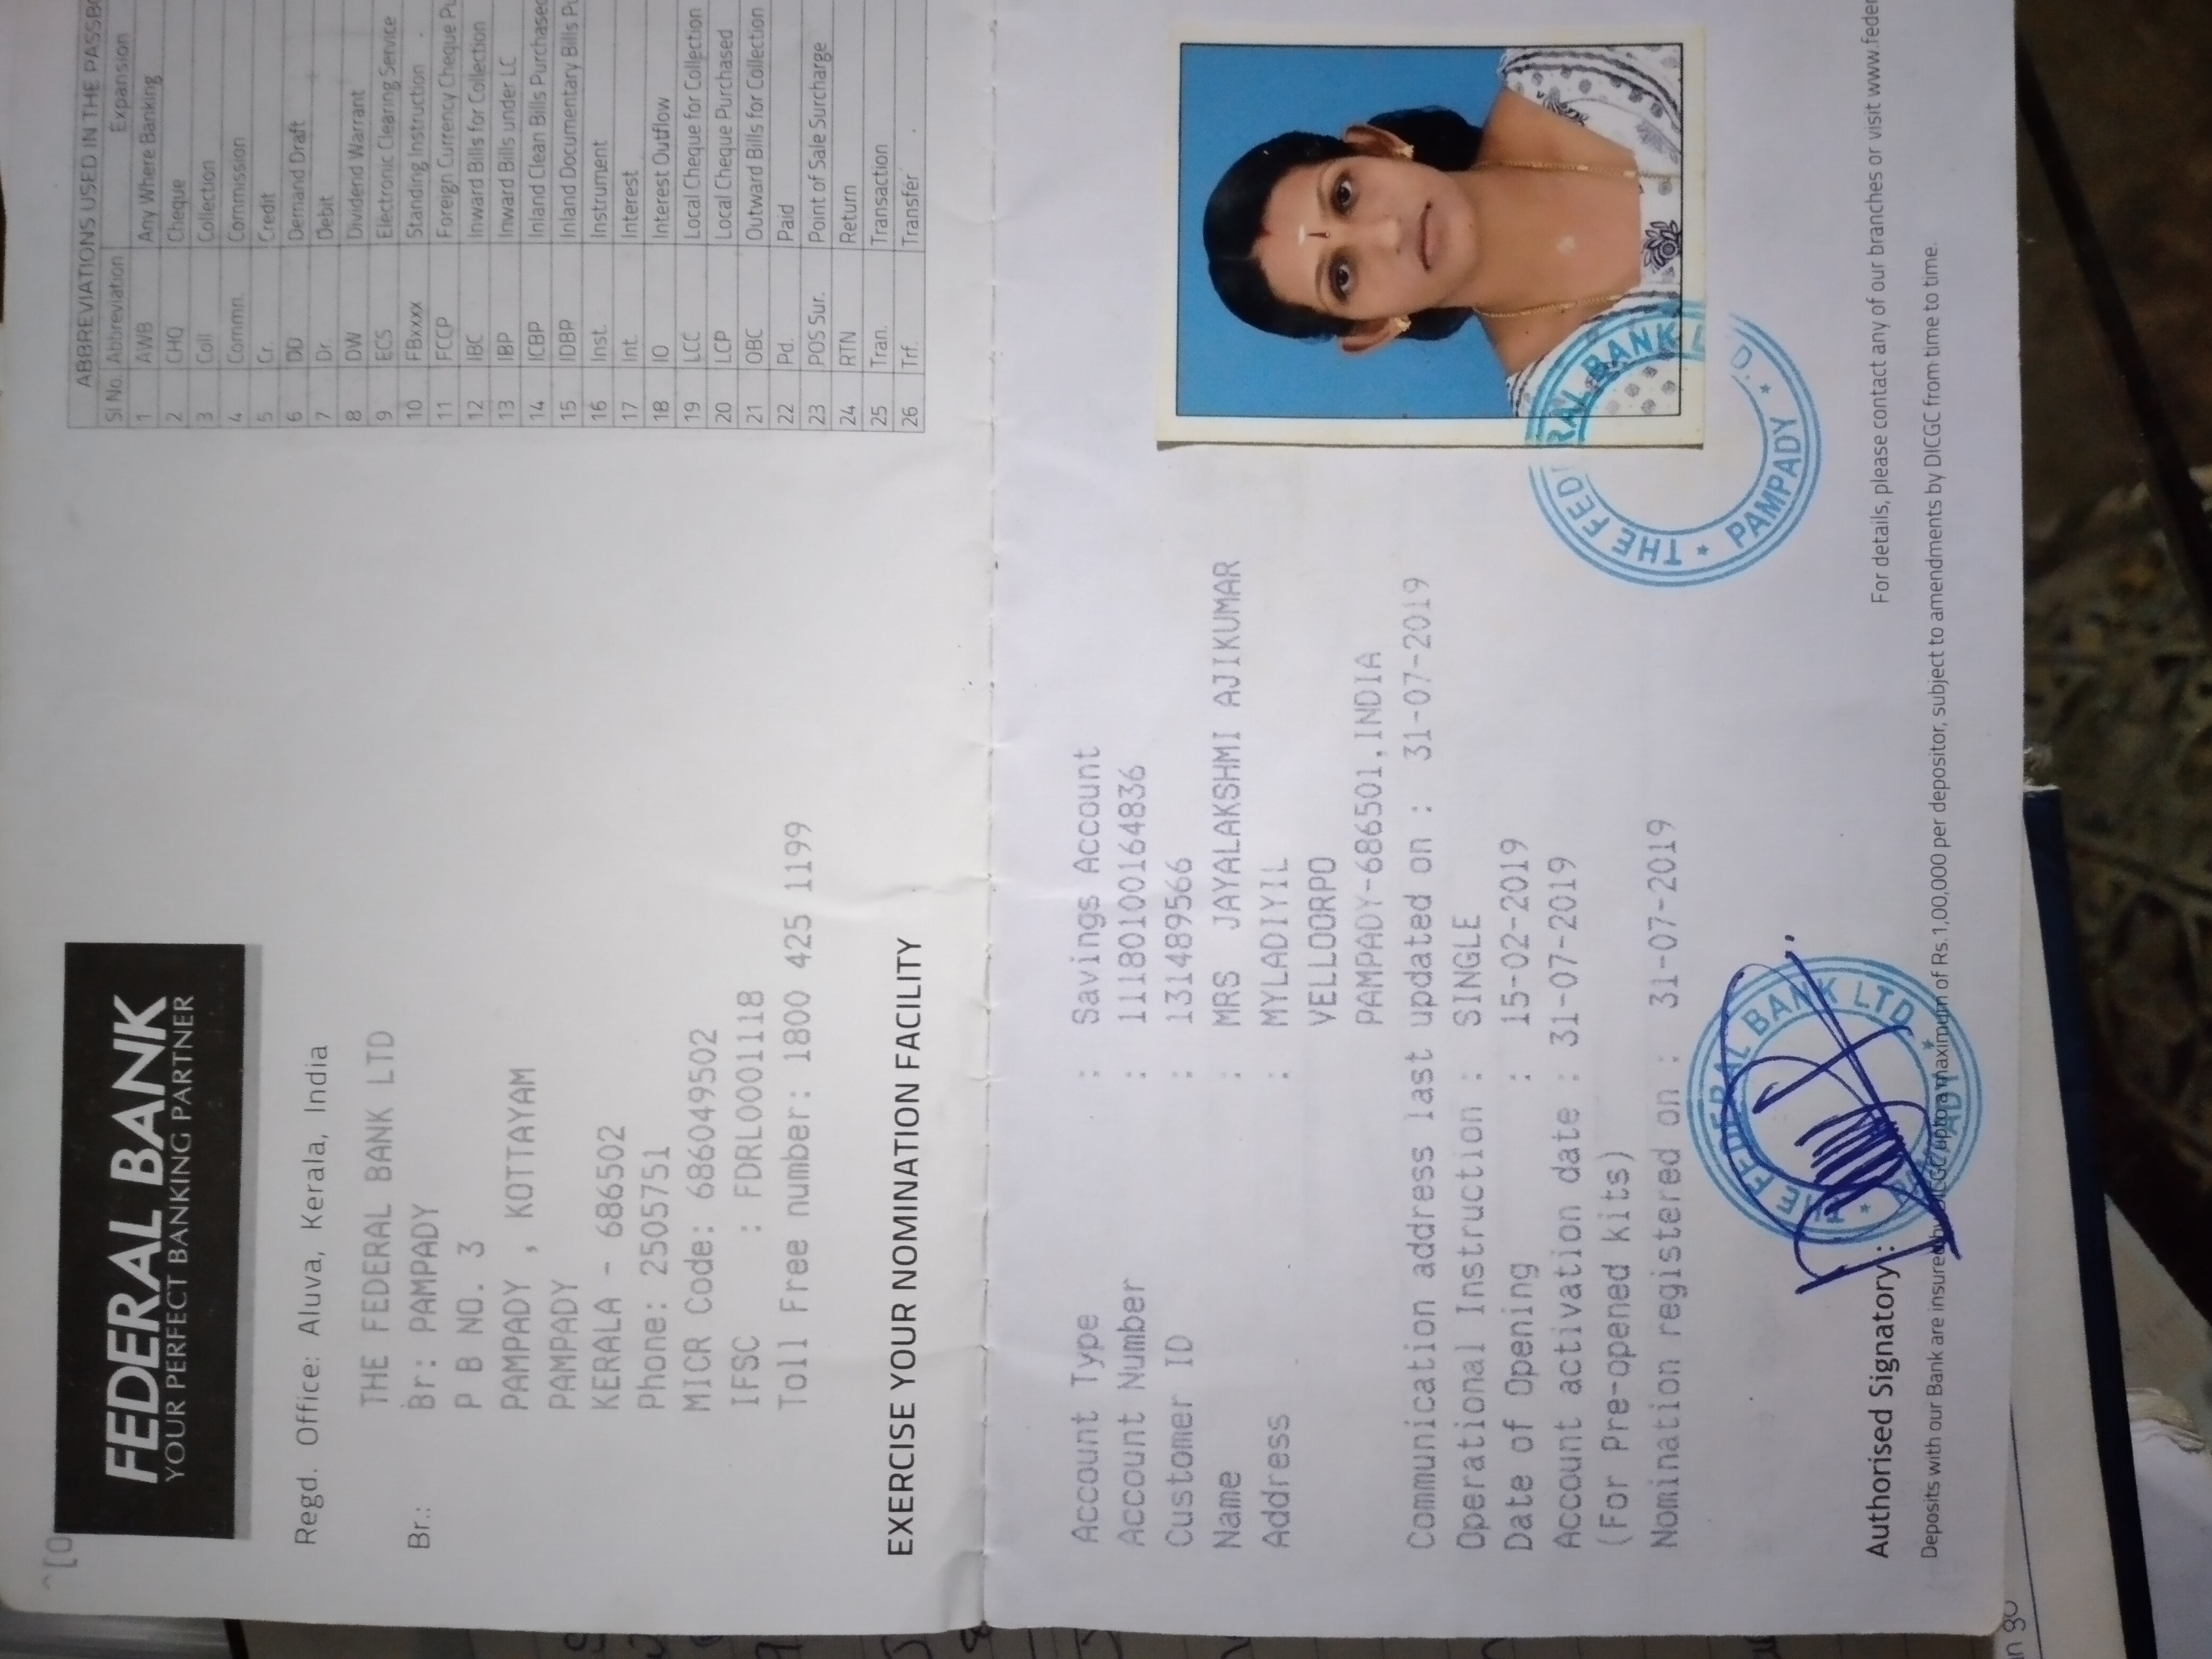 ^[0
FEDERAL BANK
YOUR PERFECT BANKING PARTNER
Regd. Office: Aluva, Kerala, India
THE FEDERAL BANK LTD
Br.: Br: PAMPADY
P B NO. 3
PAMPADY , KOTTAYAM
PAMPADY
KERALA - 686502
Phone: 2505751
MICR Code: 686049502
IFSC : FDRL0001118
Toll Free number: 1800 425 1199
EXERCISE YOUR NOMINATION FACILITY
ABBREVIATIONS USED IN THE PASSB
Sl No. Abbreviation Expansion
1 AWB Any Where Banking
2 CHQ Cheque
3 Coll Collection
4 Commn. Commission
5 Cr. Credit
6 DD Demand Draft
7 Dr. Debit
8 DW Dividend Warrant
9 ECS Electronic Clearing Service
10 FBxxxx Standing Instruction
11 FCCP Foreign Currency Cheque Pu
12 IBC Inward Bills for Collection
13 IBP Inward Bills under LC
14 ICBP Inland Clean Bills Purchased
15 IDBP Inland Documentary Bills Pu
16 Inst. Instrument
17 Int. Interest
18 IO Interest Outflow
19 LCC Local Cheque for Collection
20 LCP Local Cheque Purchased
21 OBC Outward Bills for Collection
22 Pd. Paid
23 POS Sur. Point of Sale Surcharge
24 RTN Return
25 Tran. Transaction
26 Trf. Transfer
Account Type : Savings Account
Account Number : 11180100164836
Customer ID : 131489566
Name : MRS JAYALAKSHMI AJIKUMAR
Address : MYLADIYIL
VELLOORPO
PAMPADY-686501,INDIA
Communication address last updated on : 31-07-2019
Operational Instruction : SINGLE
Date of Opening : 15-02-2019
Account activation date : 31-07-2019
(For Pre-opened kits)
Nomination registered on : 31-07-2019
THE FEDERAL BANK LTD.
PAMPADY
THE FEDERAL BANK LTD.
PAMPADY
Authorised Signatory :
For details, please contact any of our branches or visit www.feder
Deposits with our Bank are insured by DICGC upto a maximum of Rs.1,00,000 per depositor, subject to amendments by DICGC from time to time.